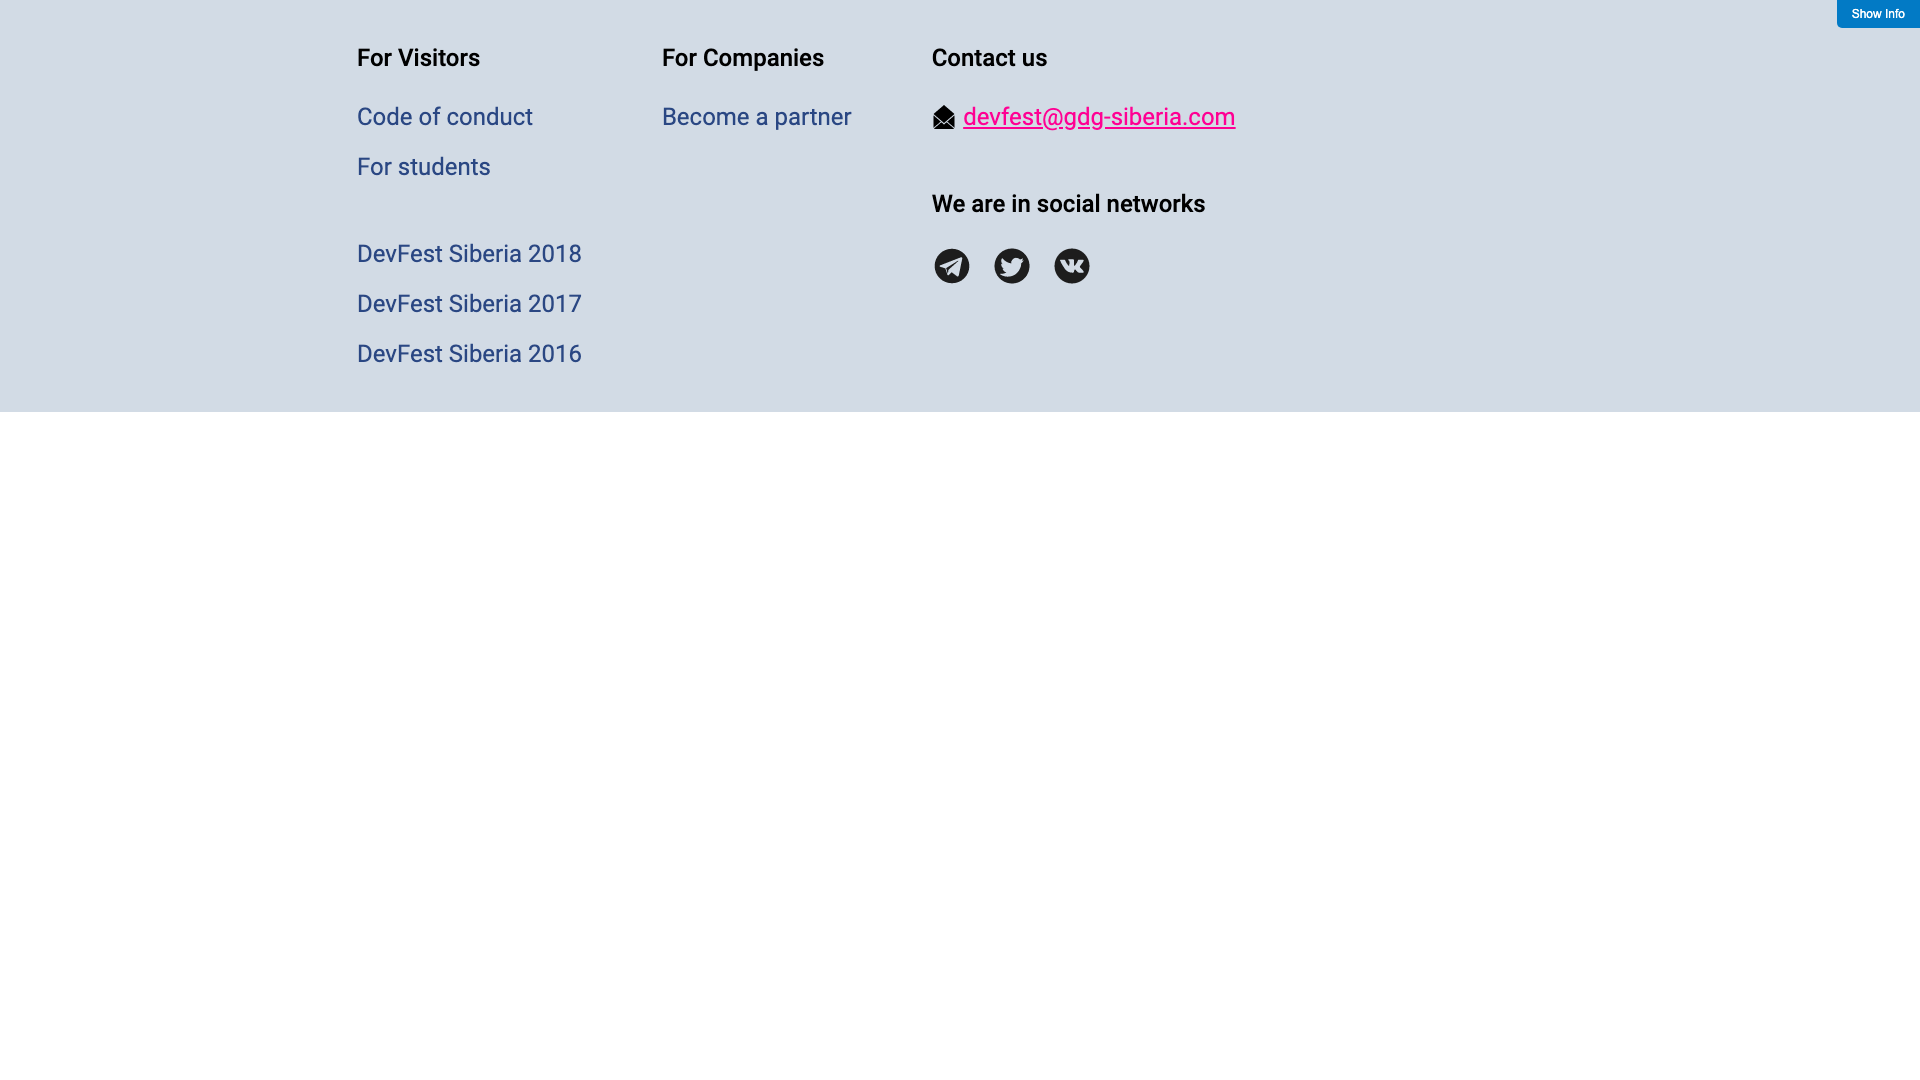 Show Info
For Visitors
Code of conduct
For students
DevFest Siberia 2018
DevFest Siberia 2017
DevFest Siberia 2016
For Companies
Become a partner
Contact us
devfest@gdg-siberia.com
We are in social networks